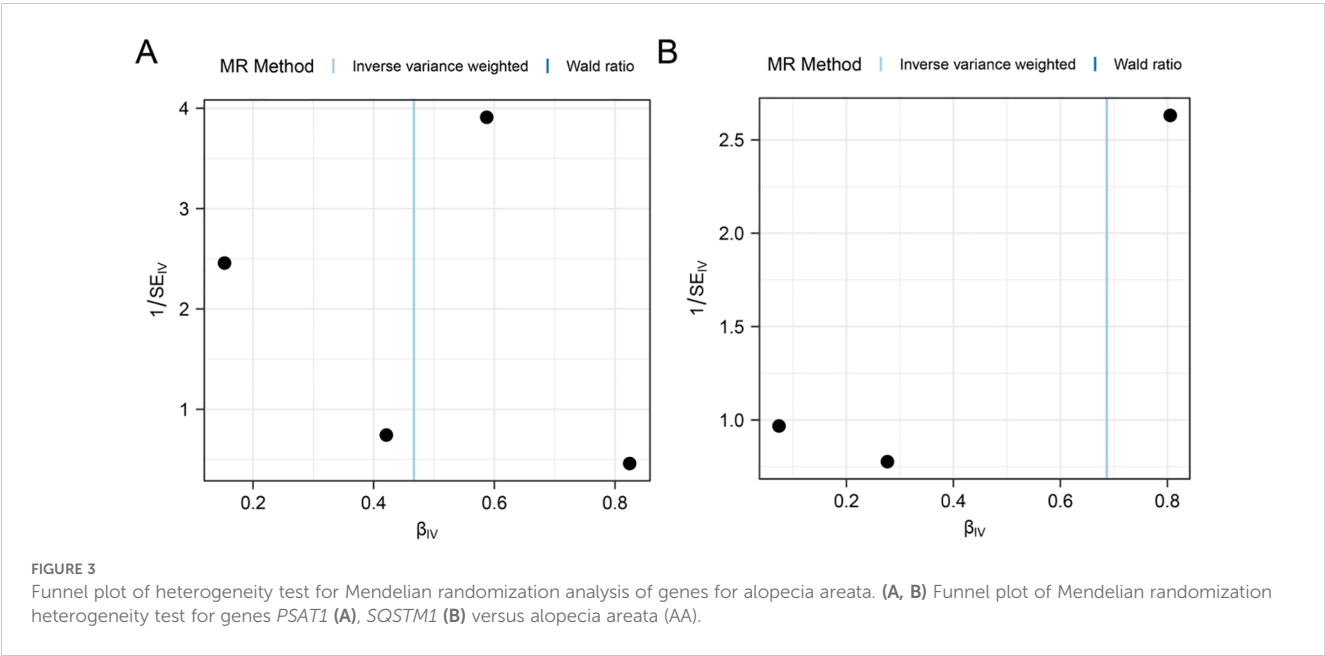 A
MR Method Inverse variance weighted Wald ratio
4
3
2
1
1/SEIV
0.2 0.4 0.6 0.8
βIV
B
MR Method Inverse variance weighted Wald ratio
2.5
2.0
1.5
1.0
1/SEIV
0.2 0.4 0.6 0.8
βIV
FIGURE 3
Funnel plot of heterogeneity test for Mendelian randomization analysis of genes for alopecia areata. (A, B) Funnel plot of Mendelian randomization
heterogeneity test for genes PSAT1 (A), SQSTM1 (B) versus alopecia areata (AA).